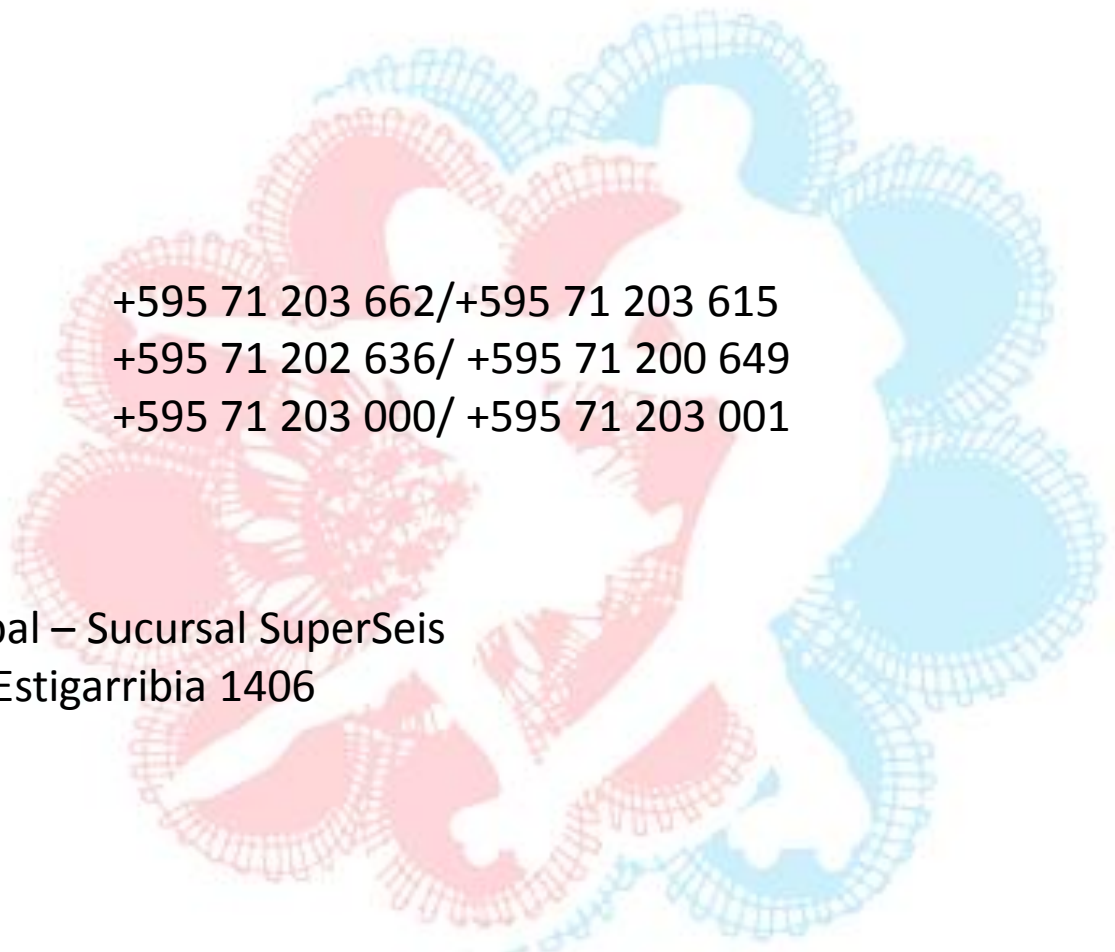 +595 71 203 662/+595 71 203 615
+595 71 202 636/ +595 71 200 649
+595 71 203 000/ +595 71 203 001
– Sucursal SuperSeis
Estigarribia 1406